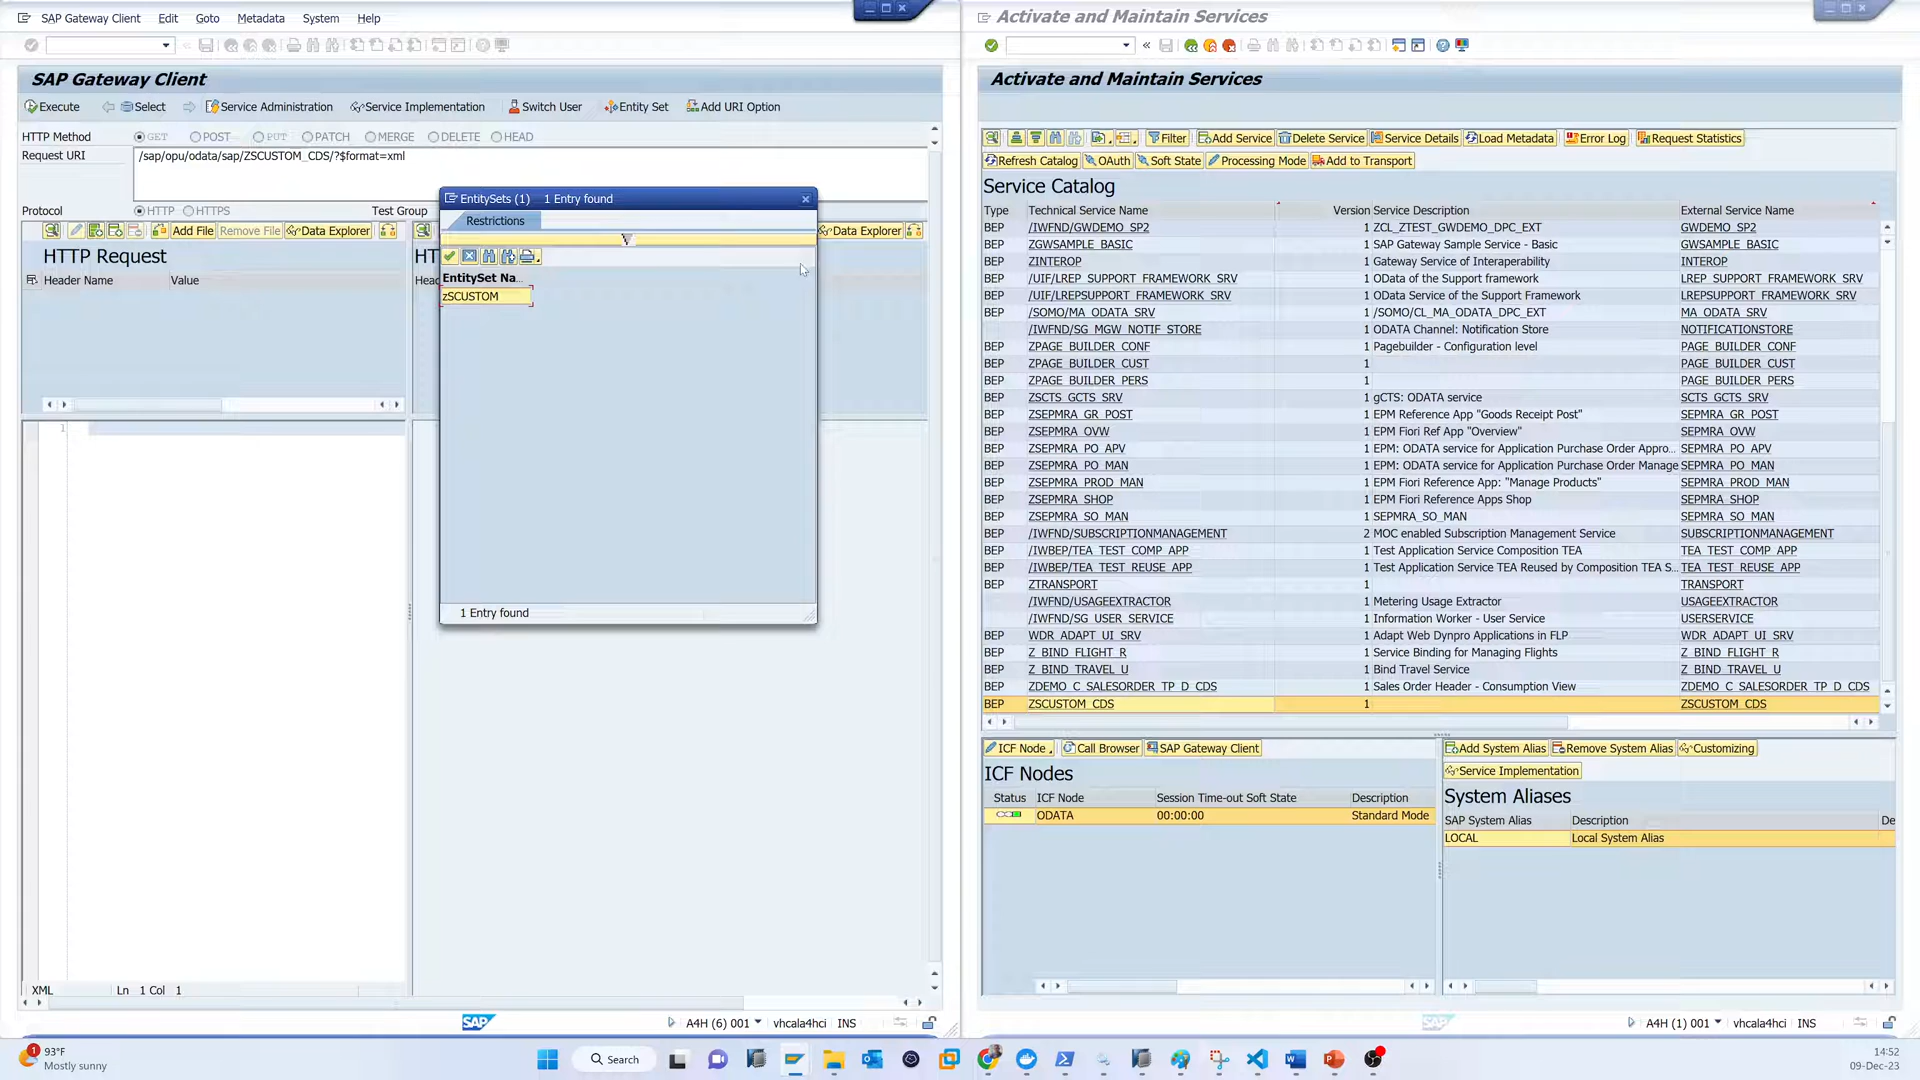 SAP Gateway Client Edit Goto Metadata System Help
SAP Gateway Client
Execute Select Service Administration Service Implementation Switch User Entity Set Add URI Option
HTTP Method GET POST PUT PATCH MERGE DELETE HEAD
Request URI /sap/opu/odata/sap/ZSCUSTOM_CDS/?$format=xml
Protocol HTTP HTTPS Test Group
Add File Remove File Data Explorer
HTTP Request
Header Name Value
1
HT
Head
Data Explorer
EntitySets (1) 1 Entry found
Restrictions
EntitySet Na..
zSCUSTOM
1 Entry found
XML Ln 1 Col 1
SAP A4H (6) 001 vhcala4hci INS
Activate and Maintain Services
Activate and Maintain Services
Filter Add Service Delete Service Service Details Load Metadata Error Log Request Statistics
Refresh Catalog OAuth Soft State Processing Mode Add to Transport
Service Catalog
Type Technical Service Name Version Service Description External Service Name
BEP /IWFND/GWDEMO_SP2 1 ZCL_ZTEST_GWDEMO_DPC_EXT GWDEMO_SP2
BEP ZGWSAMPLE_BASIC 1 SAP Gateway Sample Service - Basic GWSAMPLE_BASIC
BEP ZINTEROP 1 Gateway Service of Interoperability INTEROP
BEP /UIF/LREP_SUPPORT_FRAMEWORK_SRV 1 OData of the Support framework LREP_SUPPORT_FRAMEWORK_SRV
BEP /UIF/LREPSUPPORT_FRAMEWORK_SRV 1 OData Service of the Support Framework LREPSUPPORT_FRAMEWORK_SRV
BEP /SOMO/MA_ODATA_SRV 1 /SOMO/CL_MA_ODATA_DPC_EXT MA_ODATA_SRV
/IWFND/SG_MGW_NOTIF_STORE 1 ODATA Channel: Notification Store NOTIFICATIONSTORE
BEP ZPAGE_BUILDER_CONF 1 Pagebuilder - Configuration level PAGE_BUILDER_CONF
BEP ZPAGE_BUILDER_CUST 1 PAGE_BUILDER_CUST
BEP ZPAGE_BUILDER_PERS 1 PAGE_BUILDER_PERS
BEP ZSCTS_GCTS_SRV 1 gCTS: ODATA service SCTS_GCTS_SRV
BEP ZSEPMRA_GR_POST 1 EPM Reference App "Goods Receipt Post" SEPMRA_GR_POST
BEP ZSEPMRA_OVW 1 EPM Fiori Ref App "Overview" SEPMRA_OVW
BEP ZSEPMRA_PO_APV 1 EPM: ODATA service for Application Purchase Order Appro... SEPMRA_PO_APV
BEP ZSEPMRA_PO_MAN 1 EPM: ODATA service for Application Purchase Order Manage SEPMRA_PO_MAN
BEP ZSEPMRA_PROD_MAN 1 EPM Fiori Reference App: "Manage Products" SEPMRA_PROD_MAN
BEP ZSEPMRA_SHOP 1 EPM Fiori Reference Apps Shop SEPMRA_SHOP
BEP ZSEPMRA_SO_MAN 1 SEPMRA_SO_MAN SEPMRA_SO_MAN
BEP /IWFND/SUBSCRIPTIONMANAGEMENT 2 MOC enabled Subscription Management Service SUBSCRIPTIONMANAGEMENT
BEP /IWBEP/TEA_TEST_COMP_APP 1 Test Application Service Composition TEA TEA_TEST_COMP_APP
BEP /IWBEP/TEA_TEST_REUSE_APP 1 Test Application Service TEA Reused by Composition TEA S... TEA_TEST_REUSE_APP
BEP ZTRANSPORT 1 TRANSPORT
/IWFND/USAGEEXTRACTOR 1 Metering Usage Extractor USAGEEXTRACTOR
/IWFND/SG_USER_SERVICE 1 Information Worker - User Service USERSERVICE
BEP WDR_ADAPT_UI_SRV 1 Adapt Web Dynpro Applications in FLP WDR_ADAPT_UI_SRV
BEP Z_BIND_FLIGHT_R 1 Service Binding for Managing Flights Z_BIND_FLIGHT_R
BEP Z_BIND_TRAVEL_U 1 Bind Travel Service Z_BIND_TRAVEL_U
BEP ZDEMO_C_SALESORDER_TP_D_CDS 1 Sales Order Header - Consumption View ZDEMO_C_SALESORDER_TP_D_CDS
BEP ZSCUSTOM_CDS 1 ZSCUSTOM_CDS
ICF Node Call Browser SAP Gateway Client
ICF Nodes
Status ICF Node Session Time-out Soft State Description
ODATA 00:00:00 Standard Mode
Add System Alias Remove System Alias Customizing
Service Implementation
System Aliases
SAP System Alias Description De
LOCAL Local System Alias
SAP A4H (1) 001 vhcala4hci INS
1 93°F
Mostly sunny
Search
14:52
09-Dec-23